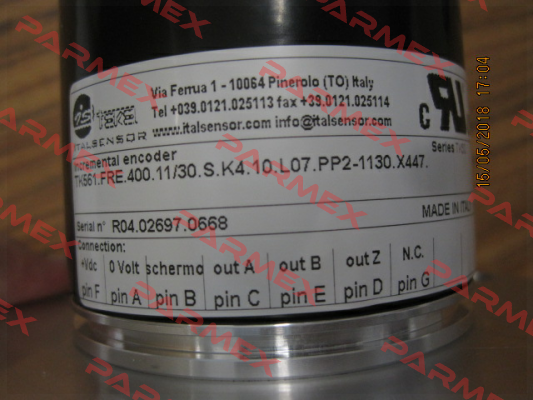 isi TEKEL
ITALSENSOR
Via Ferrua 1 - 10064 Pinerolo (TO) Italy
Tel +039.0121.025113 fax +39.0121.025114
www.italsensor.com info@italsensor.com
Incremental encoder
TK561.FRE.400.11/30.S.K4.10.L07.PP2-1130.X447.
Series
Serial n° R04.02697.0668
MADE IN ITALY
Connection:
+Vdc 0 Volt schermo out A out B out Z N.C.
pin F pin A pin B pin C pin E pin D pin G
15/05/2018 17:04
PARMEX